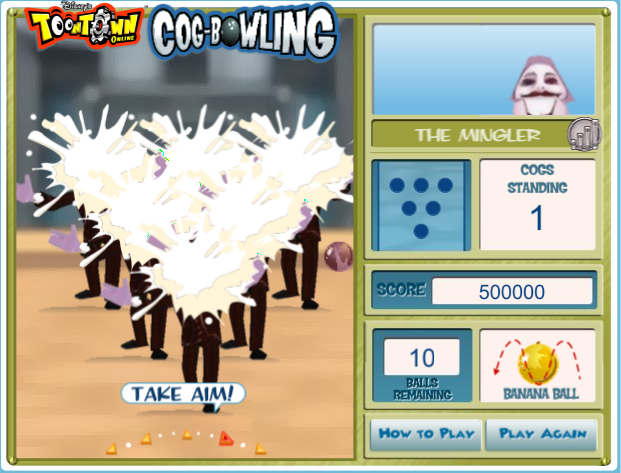 Disney's
TOONTOWN
ONLINE
COG-BOWLING
THE MINGLER
COGS
STANDING
1
SCORE
500000
10
BALLS
REMAINING
BANANA BALL
TAKE AIM!
HOW TO PLAY
PLAY AGAIN